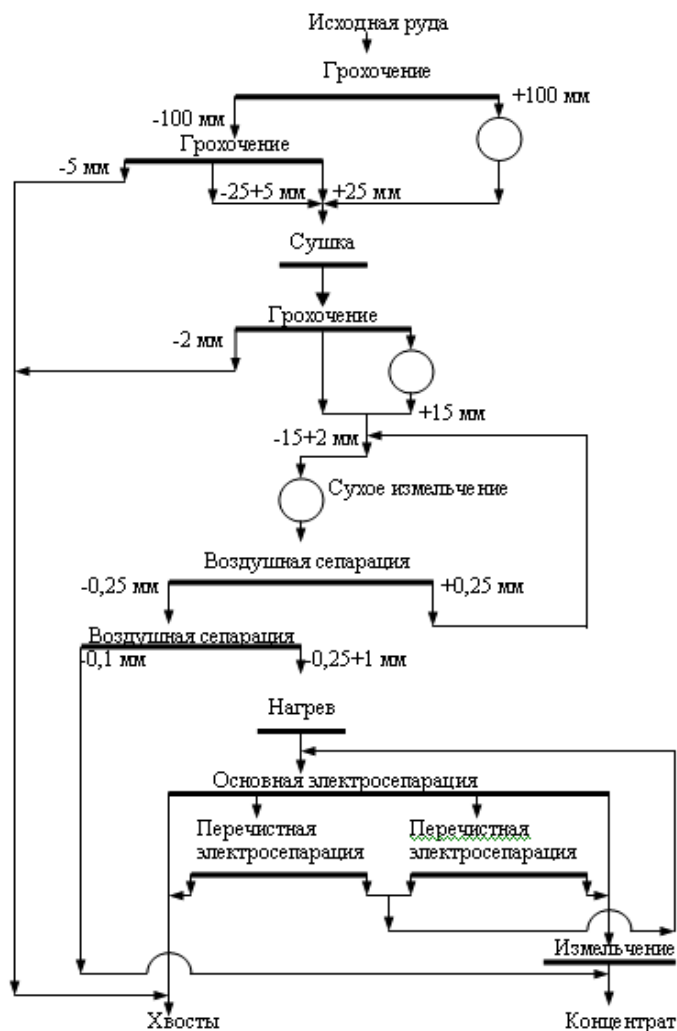 Исходная руда
Грохочение
+100 мм
-100 мм
Грохочение
-5 мм
-25+5 мм
+25 мм
Сушка
Грохочение
-2 мм
+15 мм
-15+2 мм
Сухое измельчение
Воздушная сепарация
-0,25 мм
+0,25 мм
Воздушная сепарация
-0,1 мм
-0,25+1 мм
Нагрев
Основная электросепарация
Перечистная
электросепарация
Перечистная
электросепарация
Измельчение
Хвосты
Концентрат